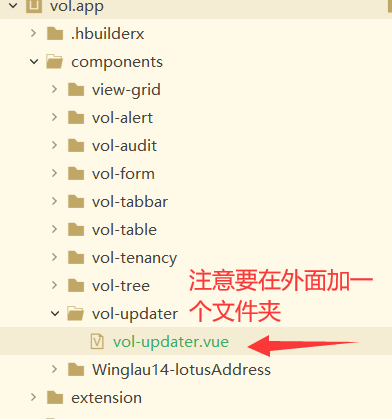 vol.app
.hbuilderx
components
view-grid
vol-alert
vol-audit
vol-form
vol-tabbar
vol-table
vol-tenancy
vol-tree
注意要在外面加一
个文件夹
vol-updater
vol-updater.vue
Winglau14-lotusAddress
extension